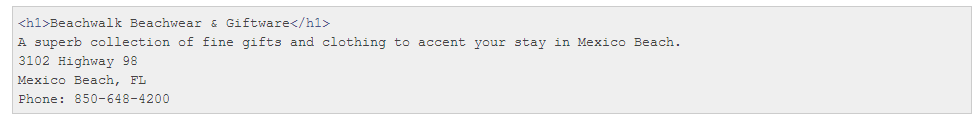 <h1>Beachwalk Beachwear & Giftware</h1>
A superb collection of fine gifts and clothing to accent your stay in Mexico Beach.
3102 Highway 98
Mexico Beach, FL
Phone: 850-648-4200